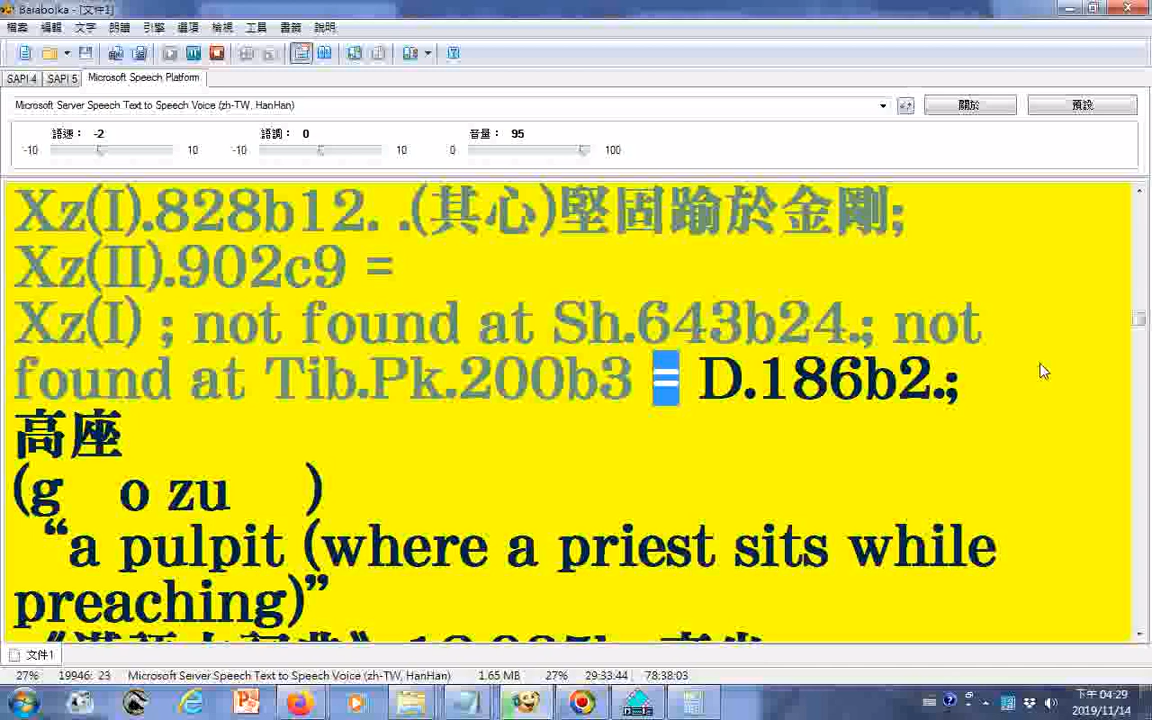 Balabolka - [文件1]
檔案 編輯 文字 朗讀 引擎 選項 檢視 工具 書籤 說明
SAPI 4 SAPI 5 Microsoft Speech Platform
Microsoft Server Speech Text to Speech Voice (zh-TW, HanHan) 關於 預設
語速： -2 語調： 0 音量： 95
-10 10 -10 10 0 100
Xz(I).828b12. .(其心)堅固踰於金剛;
Xz(II).902c9 =
Xz(I) ; not found at Sh.643b24.; not
found at Tib.Pk.200b3 = D.186b2.;
高座
(g o zu )
“a pulpit (where a priest sits while
preaching)”
文件1
27% 19946: 23 Microsoft Server Speech Text to Speech Voice (zh-TW, HanHan) 1.65 MB 27% 29:33:44 78:38:03
下午 04:29
2019/11/14